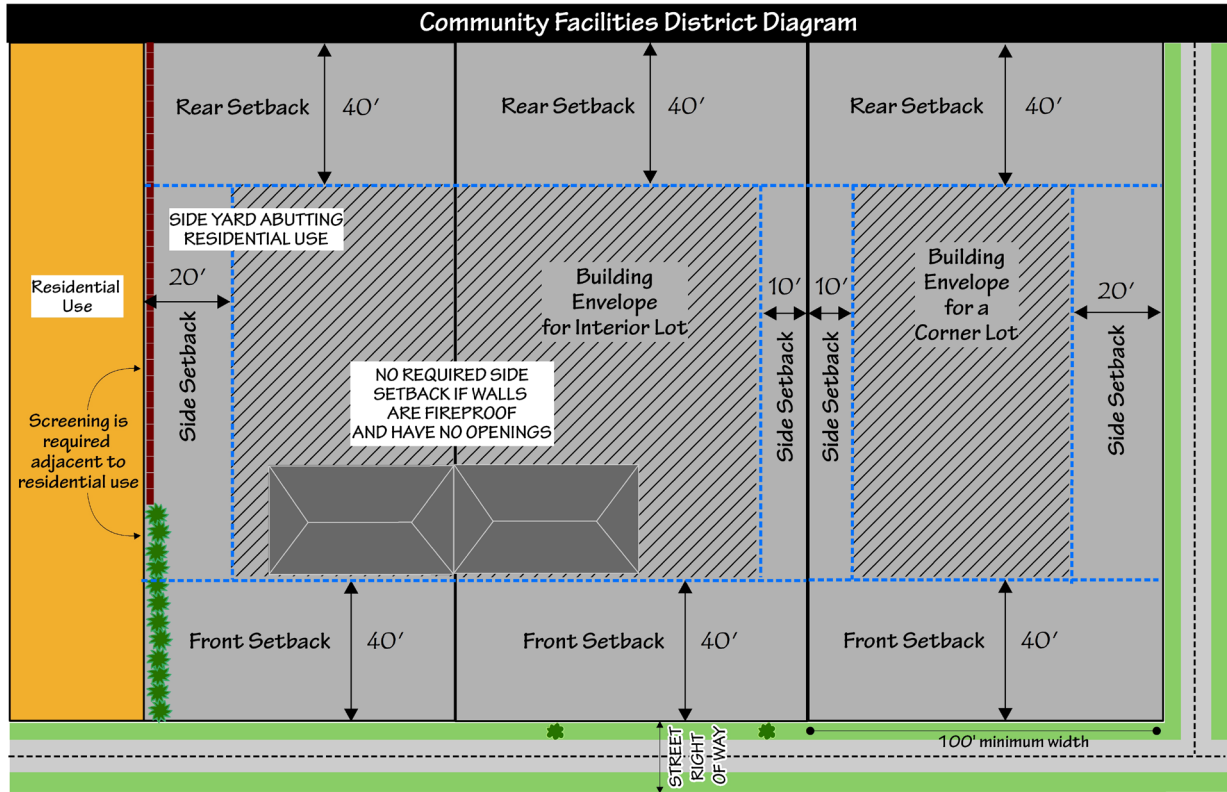 Community Facilities District Diagram
Rear Setback
40'
Rear Setback
40'
Rear Setback
40'
SIDE YARD ABUTTING
RESIDENTIAL USE
Residential
Use
20'
Side Setback
Building
Envelope
for Interior Lot
10'
Side Setback
10'
Side Setback
Building
Envelope
for a
Corner Lot
20'
Side Setback
NO REQUIRED SIDE
SETBACK IF WALLS
ARE FIREPROOF
AND HAVE NO OPENINGS
Screening is
required
adjacent to
residential use
Front Setback
40'
Front Setback
40'
Front Setback
40'
STREET
RIGHT
OF WAY
100' minimum width